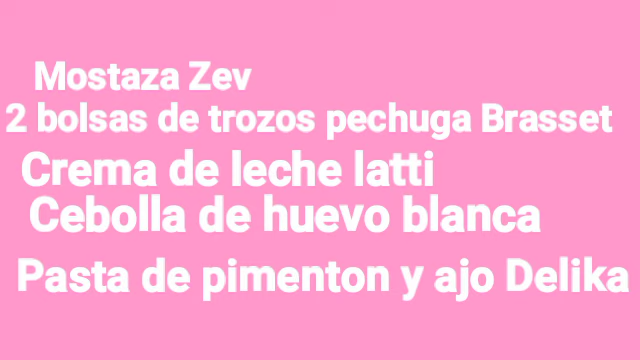 Mostaza Zev
2 bolsas de trozos pechuga Brasset
Crema de leche latti
Cebolla de huevo blanca
Pasta de pimenton y ajo Delika